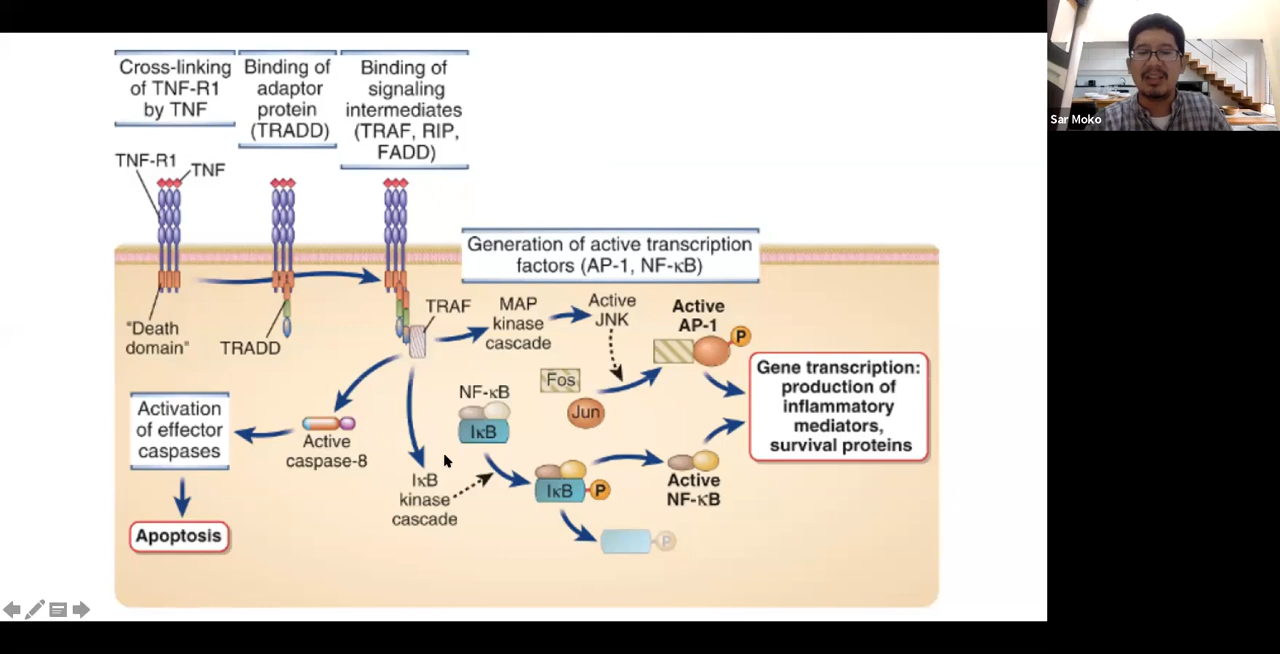 Cross-linking
of TNF-R1
by TNF
Binding of
adaptor
protein
(TRADD)
Binding of
signaling
intermediates
(TRAF, RIP,
FADD)
Sar Moko
TNF-R1
TNF
Generation of active transcription
factors (AP-1, NF-κB)
"Death
domain"
TRADD
TRAF
MAP
kinase
cascade
Active
JNK
Active
AP-1
P
Fos
Jun
Gene transcription:
production of
inflammatory
mediators,
survival proteins
NF-κB
IκB
Activation
of effector
caspases
Active
caspase-8
IκB
kinase
cascade
IκB
P
Active
NF-κB
Apoptosis
P